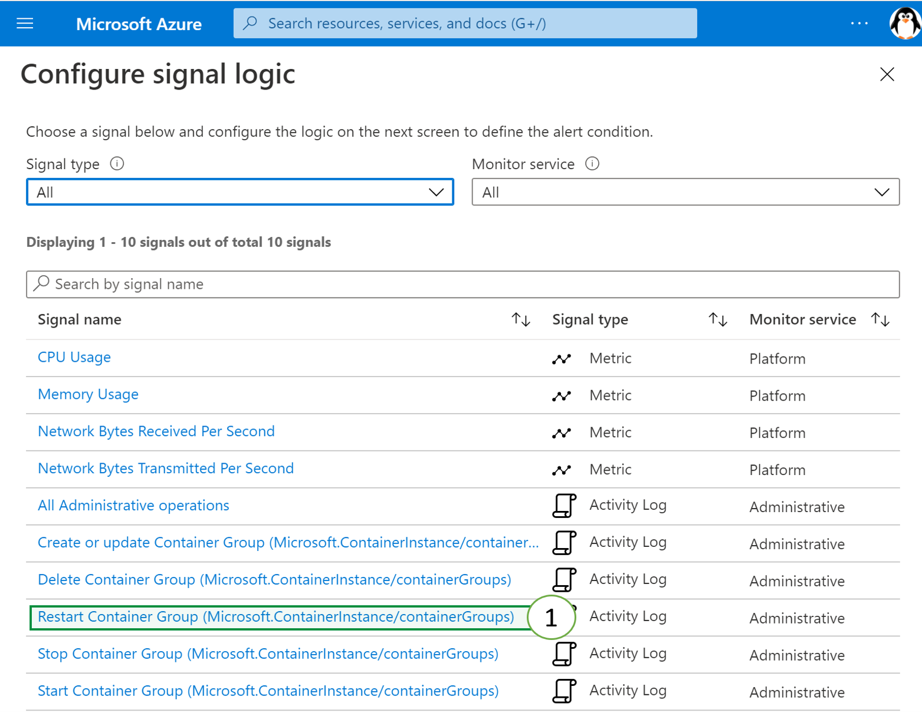 Microsoft Azure
Search resources, services, and docs (G+/)
...
Configure signal logic
Choose a signal below and configure the logic on the next screen to define the alert condition.
Signal type
Monitor service
All
All
Displaying 1 - 10 signals out of total 10 signals
Search by signal name
Signal name Signal type Monitor service
CPU Usage Metric Platform
Memory Usage Metric Platform
Network Bytes Received Per Second Metric Platform
Network Bytes Transmitted Per Second Metric Platform
All Administrative operations Activity Log Administrative
Create or update Container Group (Microsoft.ContainerInstance/container... Activity Log Administrative
Delete Container Group (Microsoft.ContainerInstance/containerGroups) Activity Log Administrative
Restart Container Group (Microsoft.ContainerInstance/containerGroups) 1 Activity Log Administrative
Stop Container Group (Microsoft.ContainerInstance/containerGroups) Activity Log Administrative
Start Container Group (Microsoft.ContainerInstance/containerGroups) Activity Log Administrative